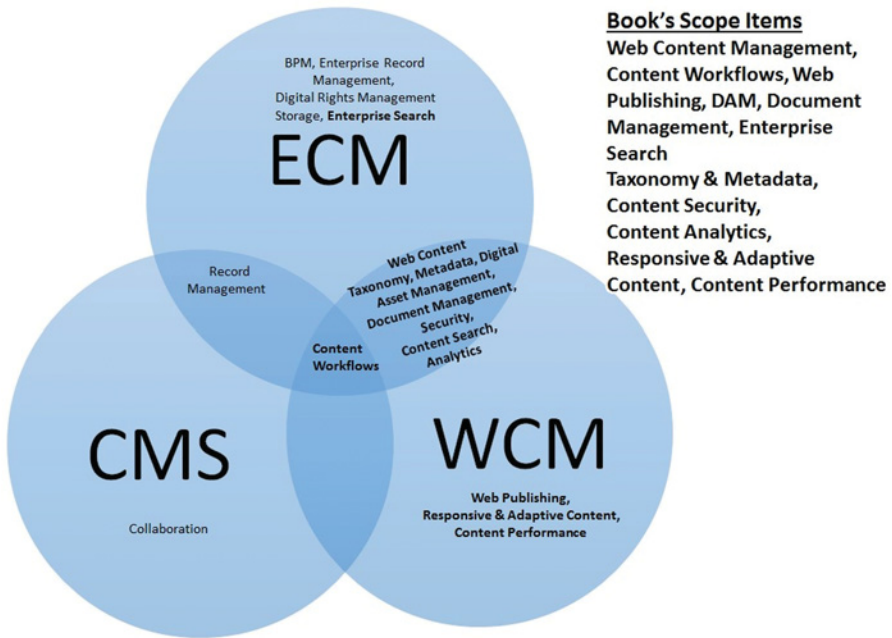 BPM, Enterprise Record
Management,
Digital Rights Management
Storage, Enterprise Search
ECM
Record
Management
Web Content
Taxonomy, Metadata, Digital
Asset Management,
Document Management,
Security,
Content Search,
Analytics
Content
Workflows
CMS
Collaboration
WCM
Web Publishing,
Responsive & Adaptive Content,
Content Performance
Book's Scope Items
Web Content Management,
Content Workflows, Web
Publishing, DAM, Document
Management, Enterprise
Search
Taxonomy & Metadata,
Content Security,
Content Analytics,
Responsive & Adaptive
Content, Content Performance